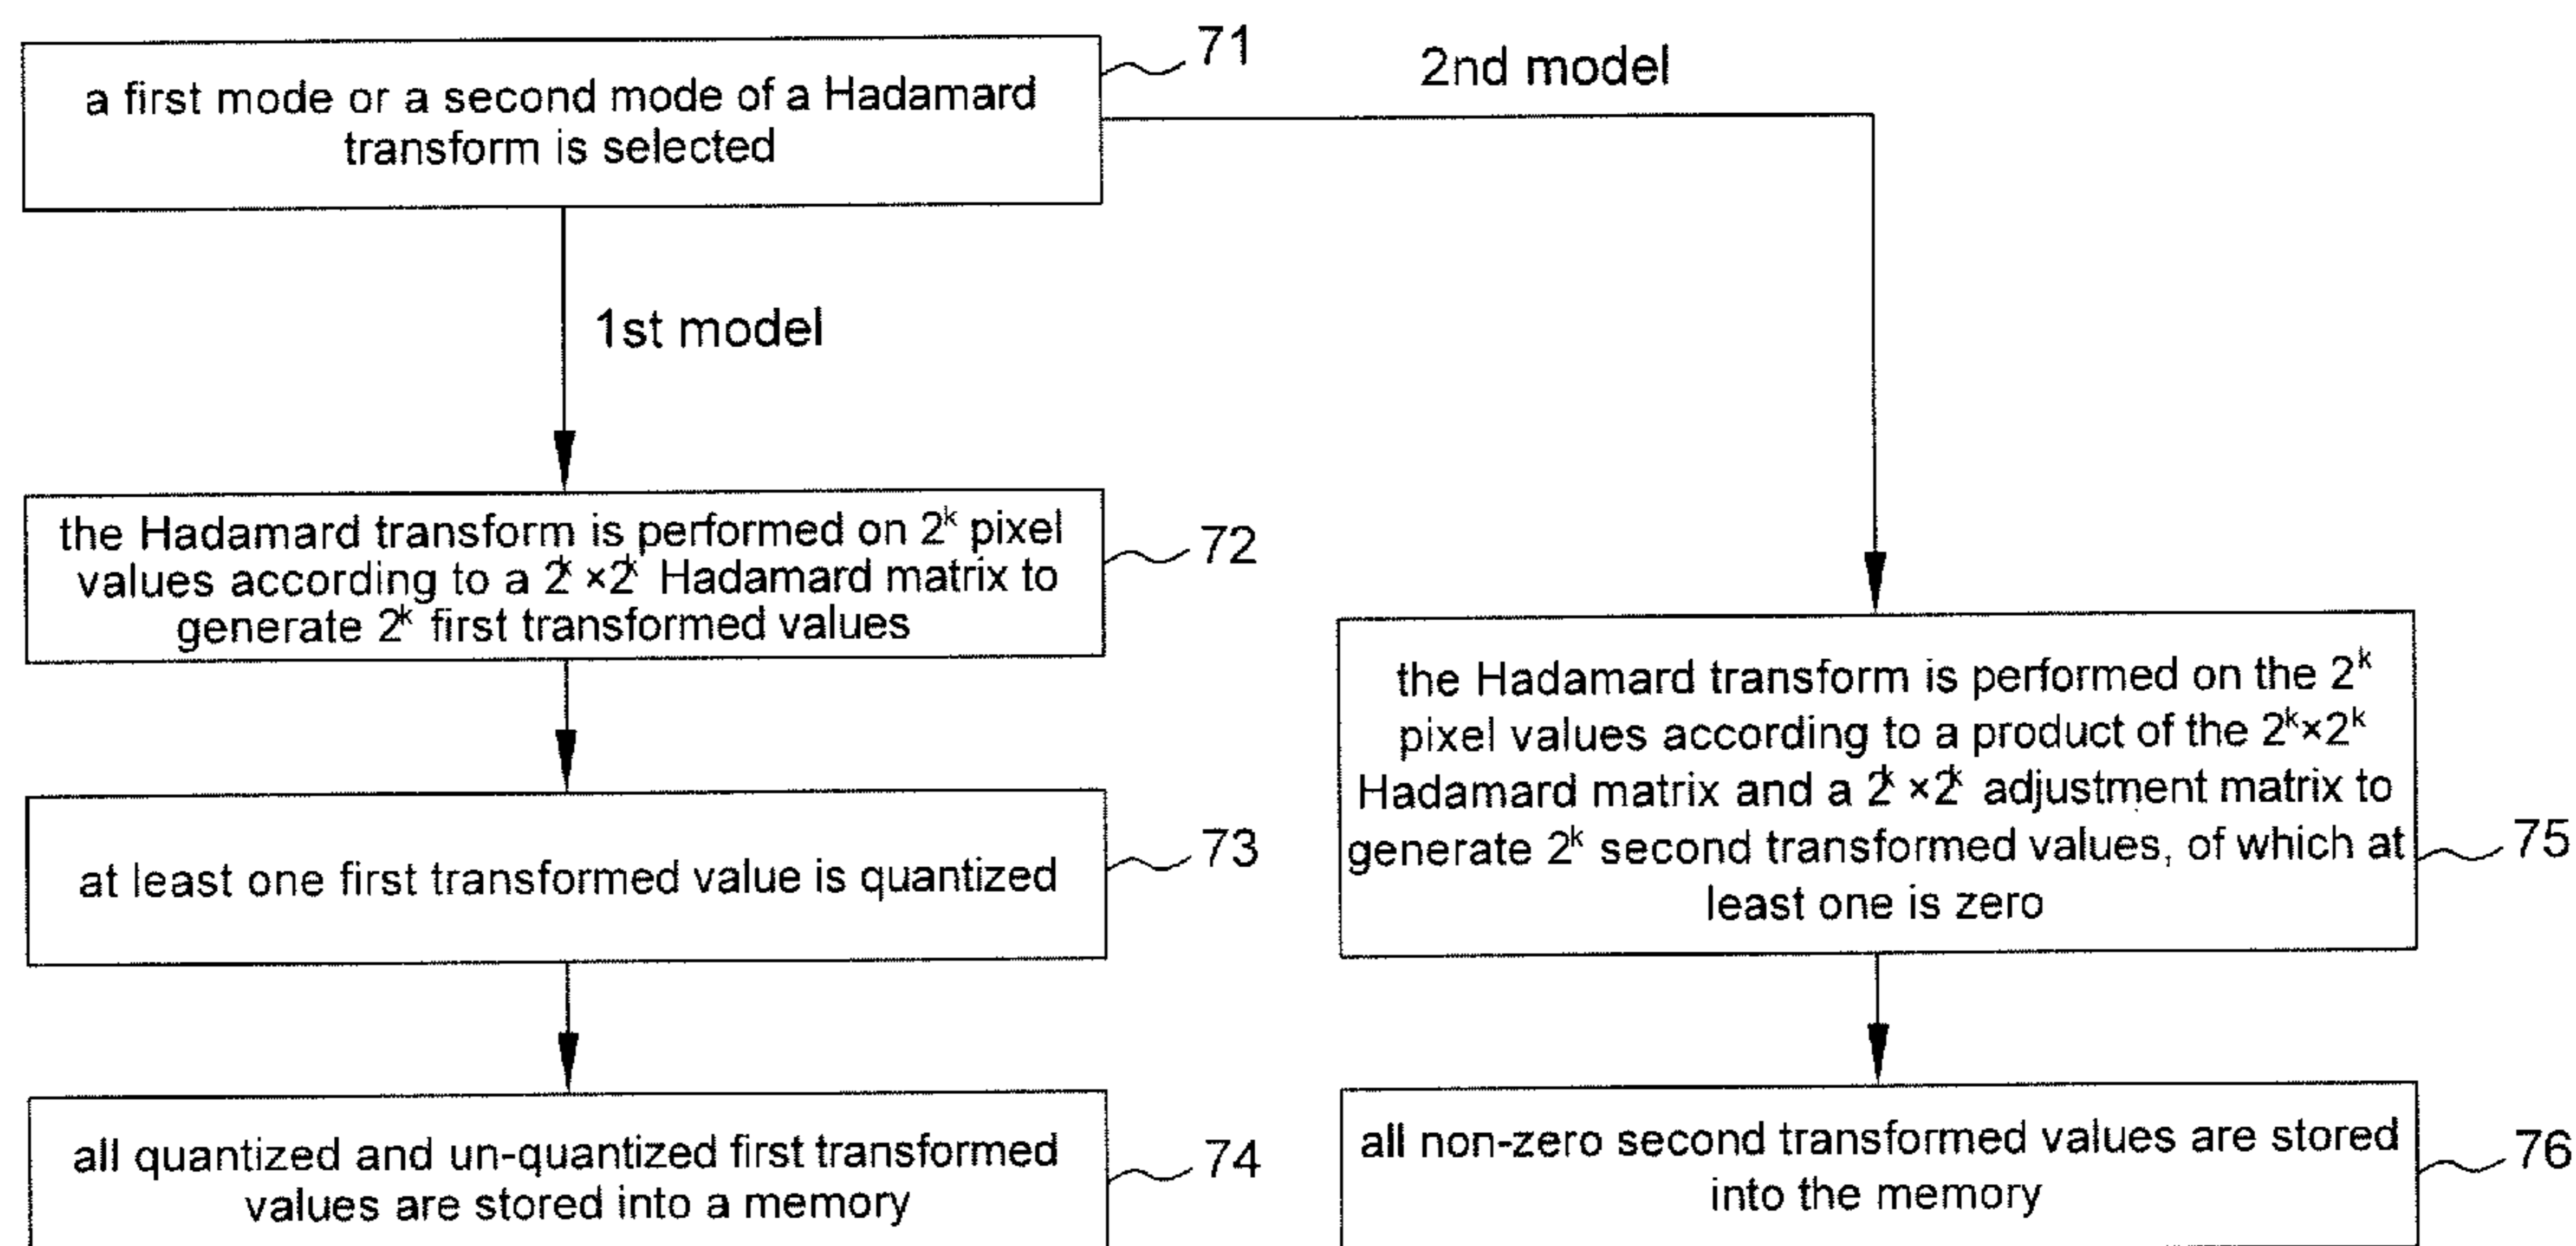 a first mode or a second mode of a Hadamard
transform is selected
71
2nd model
1st model
the Hadamard transform is performed on 2ᵏ pixel
values according to a 2ᵏ ×2ᵏ Hadamard matrix to
generate 2ᵏ first transformed values
72
at least one first transformed value is quantized
73
all quantized and un-quantized first transformed
values are stored into a memory
74
the Hadamard transform is performed on the 2ᵏ
pixel values according to a product of the 2ᵏ×2ᵏ
Hadamard matrix and a 2ᵏ ×2ᵏ adjustment matrix to
generate 2ᵏ second transformed values, of which at
least one is zero
75
all non-zero second transformed values are stored
into the memory
76